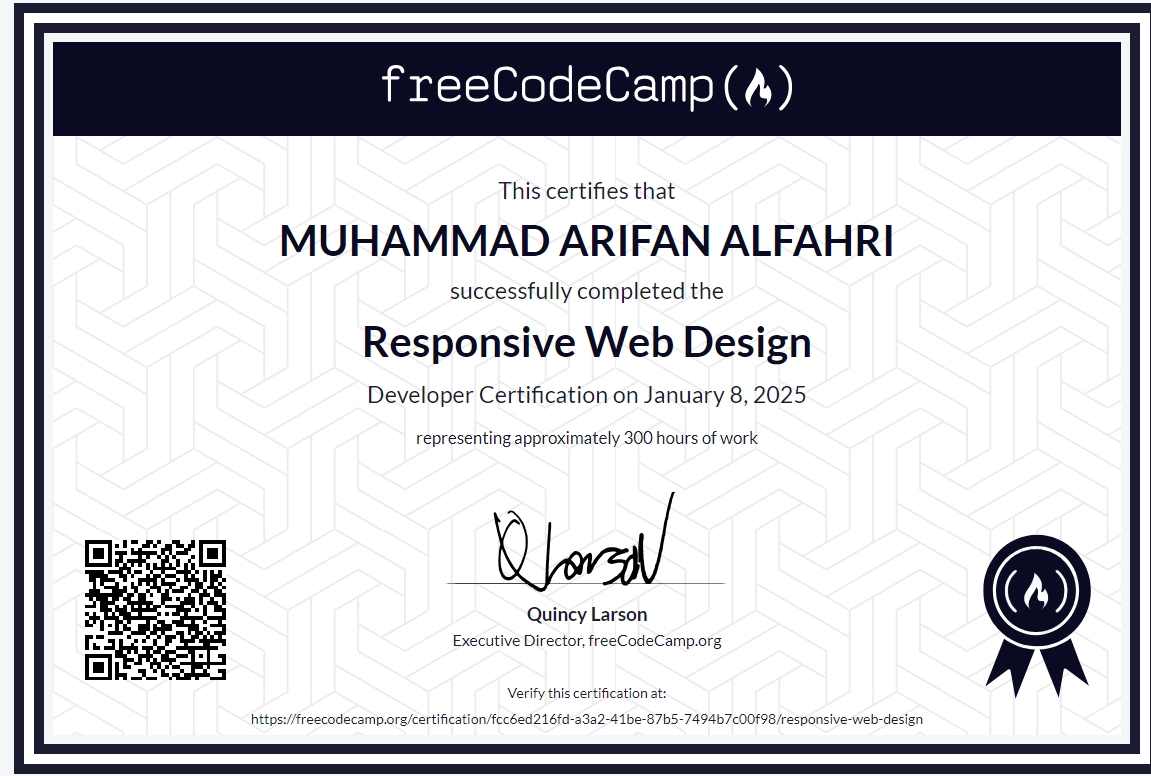 freeCodeCamp
This certifies that
MUHAMMAD ARIFAN ALFAHRI
successfully completed the
Responsive Web Design
Developer Certification on January 8, 2025
representing approximately 300 hours of work
Quincy Larson
Executive Director, freeCodeCamp.org
Verify this certification at:
https://freecodecamp.org/certification/fcc6ed216fd-a3a2-41be-87b5-7494b7c00f98/responsive-web-design